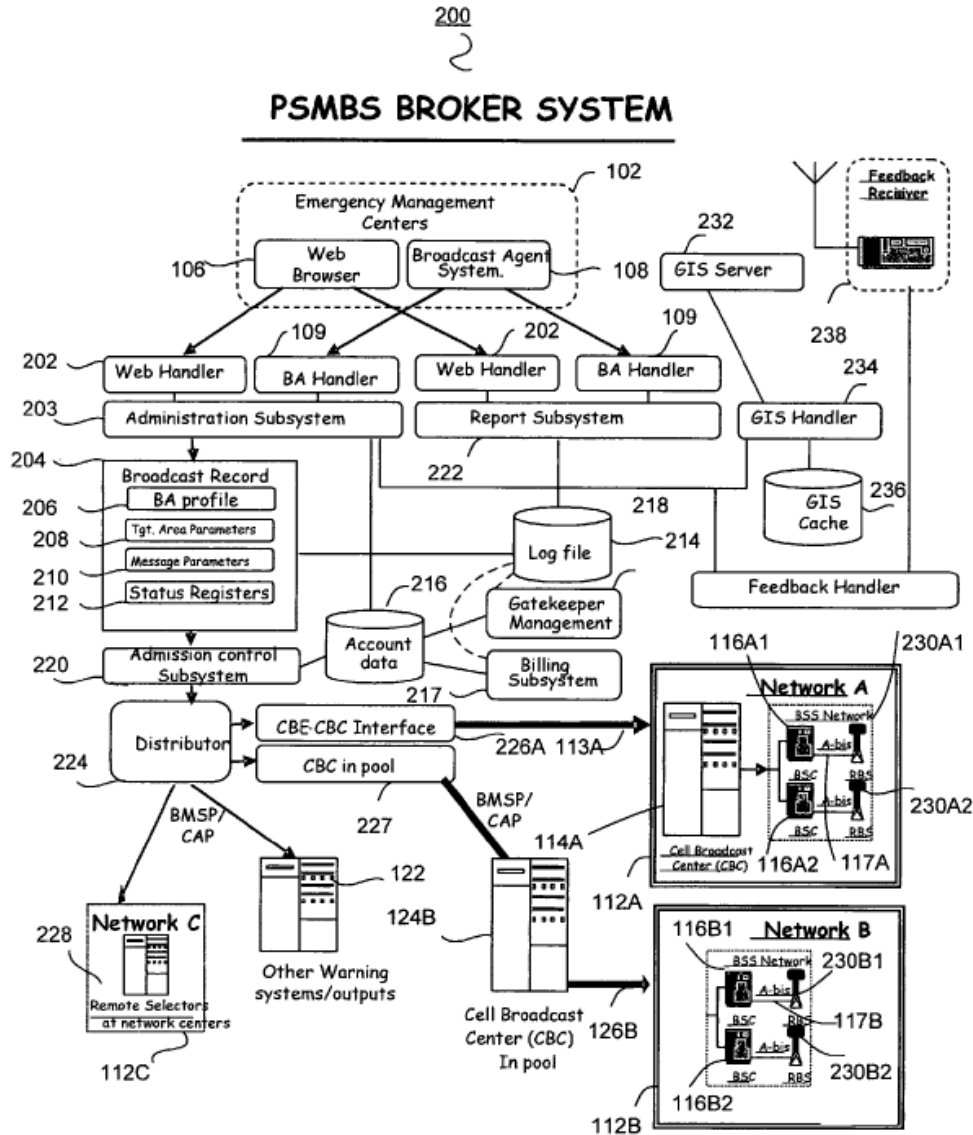 200
PSMBS BROKER SYSTEM
102
Emergency Management
Centers
Feedback
Reciever
106
Web
Browser
Broadcast Agent
System.
108
232
GIS Server
238
202
109
202
109
Web Handler
BA Handler
Web Handler
BA Handler
234
203
Administration Subsystem
Report Subsystem
GIS Handler
204
222
Broadcast Record
206
BA profile
218
GIS
Cache
236
208
Tgt. Area Parameters
Log file
214
210
Message Parameters
212
Status Registers
216
Feedback Handler
Gatekeeper
Management
Account
data
116A1
230A1
220
Admission control
Subsystem
Billing
Subsystem
217
Network A
BSS Network
224
Distributor
CBE-CBC Interface
226A
113A
A-bis
BSC
RBS
CBC in pool
227
A-bis
BSC
RBS
230A2
BMSP/
CAP
BMSP/
CAP
114A
Cell Broadcast
Center (CBC)
116A2
117A
122
124B
112A
Network C
228
Remote Selectors
at network centers
112C
Other Warning
systems/outputs
Cell Broadcast
Center (CBC)
In pool
126B
116B1
Network B
BSS Network
230B1
A-bis
117B
BSC
RBS
A-bis
230B2
BSC
RBS
116B2
112B